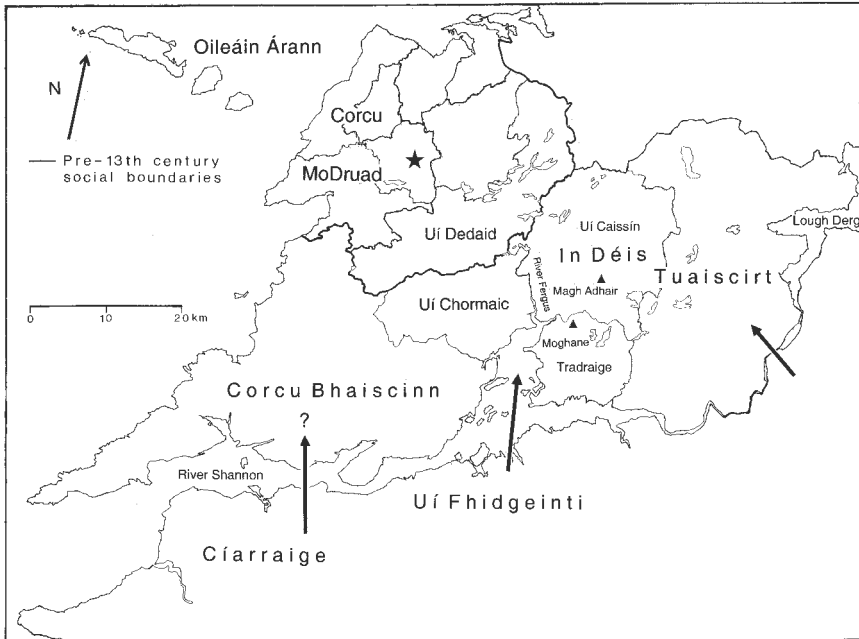 Oileáin Árann
N
Corcu
Pre-13th century
social boundaries
MoDruad
Lough Derg
Uí Dedaid
Uí Caissín
In Déis
Tuaiscirt
River Fergus
Magh Adhair
0 10 20 km
Uí Chormaic
Moghane
Tradraige
Corcu Bhaiscinn
?
River Shannon
Uí Fhidgeinti
Cíarraige